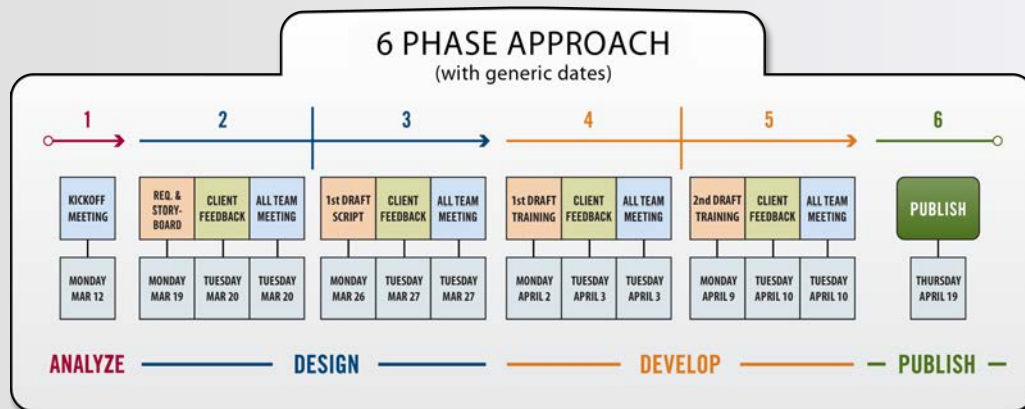 6 PHASE APPROACH
(with generic dates)
1
2
3
4
5
6
KICKOFF
MEETING
REQ. &
STORY-
BOARD
CLIENT
FEEDBACK
ALL TEAM
MEETING
1st DRAFT
SCRIPT
CLIENT
FEEDBACK
ALL TEAM
MEETING
1st DRAFT
TRAINING
CLIENT
FEEDBACK
ALL TEAM
MEETING
2nd DRAFT
TRAINING
CLIENT
FEEDBACK
ALL TEAM
MEETING
PUBLISH
MONDAY
MAR 12
MONDAY
MAR 19
TUESDAY
MAR 20
TUESDAY
MAR 20
MONDAY
MAR 26
TUESDAY
MAR 27
TUESDAY
MAR 27
MONDAY
APRIL 2
TUESDAY
APRIL 3
TUESDAY
APRIL 3
MONDAY
APRIL 9
TUESDAY
APRIL 10
TUESDAY
APRIL 10
THURSDAY
APRIL 19
ANALYZE
DESIGN
DEVELOP
PUBLISH